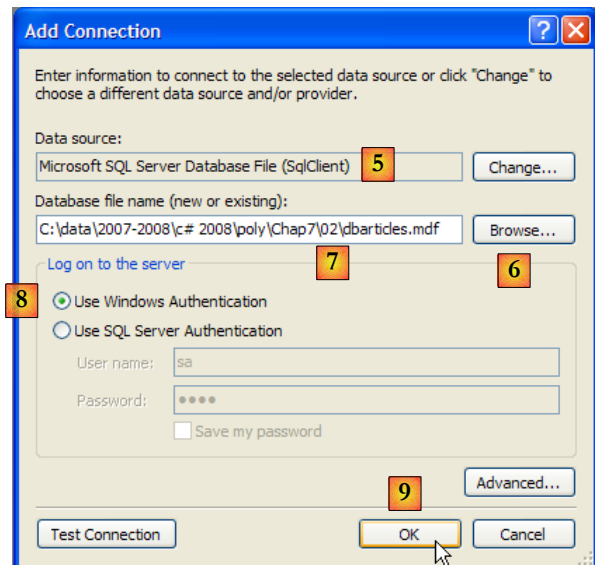 Add Connection
Enter information to connect to the selected data source or click "Change" to
choose a different data source and/or provider.
Data source:
Microsoft SQL Server Database File (SqlClient) 5 Change...
Database file name (new or existing):
C:\data\2007-2008\c# 2008\poly\Chap7\02\dbarticles.mdf Browse...
Log on to the server 7 6
8 Use Windows Authentication
Use SQL Server Authentication
User name: sa
Password: ●●●●
Save my password
9 Advanced...
Test Connection OK Cancel